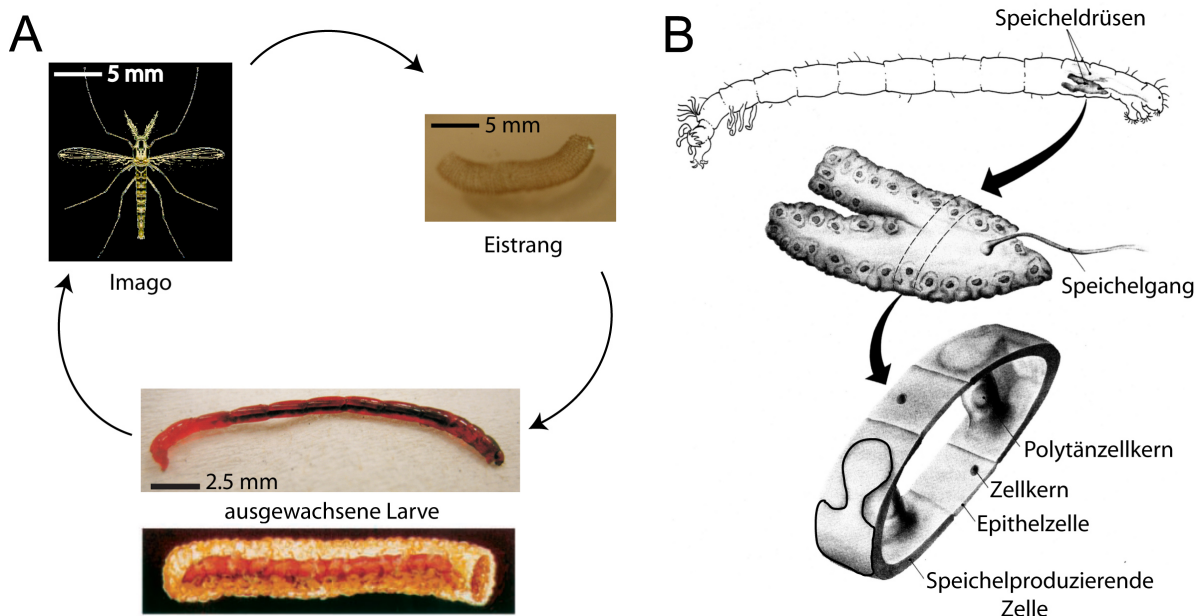 A
5 mm
Imago
5 mm
Eistrang
2.5 mm
ausgewachsene Larve
B
Speicheldrüsen
Speichelgang
Polytänzellkern
Zellkern
Epithelzelle
Speichelproduzierende
Zelle